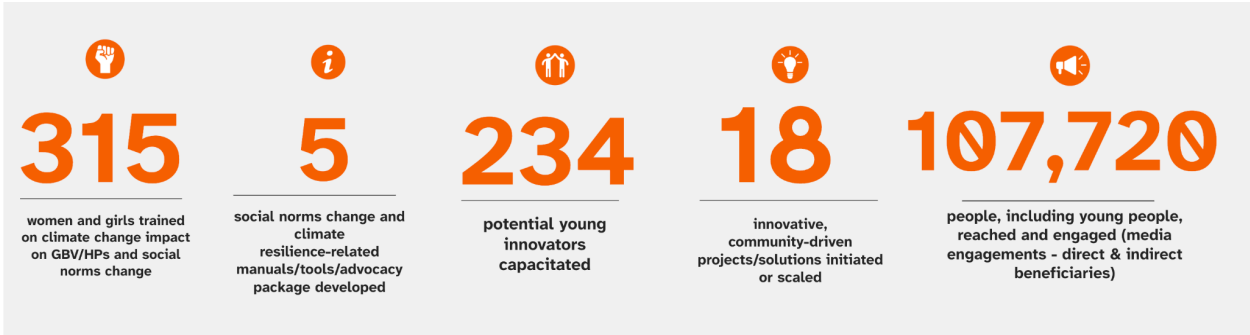 315
women and girls trained
on climate change impact
on GBV/HPs and social
norms change
5
social norms change and
climate
resilience-related
manuals/tools/advocacy
package developed
234
potential young
innovators
capacitated
18
innovative,
community-driven
projects/solutions initiated
or scaled
107,720
people, including young people,
reached and engaged (media
engagements - direct & indirect
beneficiaries)